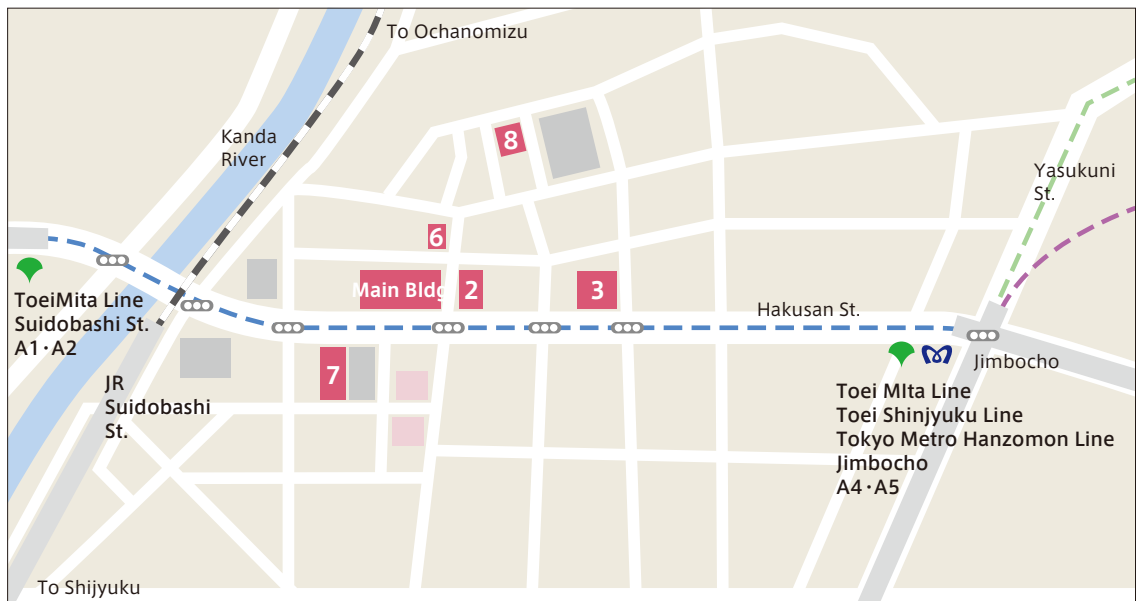 To Ochanomizu
Kanda
River
8
Yasukuni
St.
6
Main Bldg
2
3
ToeiMita Line
Suidobashi St.
A1・A2
Hakusan St.
7
JR
Suidobashi
St.
Jimbocho
Toei MIta Line
Toei Shinjyuku Line
Tokyo Metro Hanzomon Line
Jimbocho
A4・A5
To Shijyuku